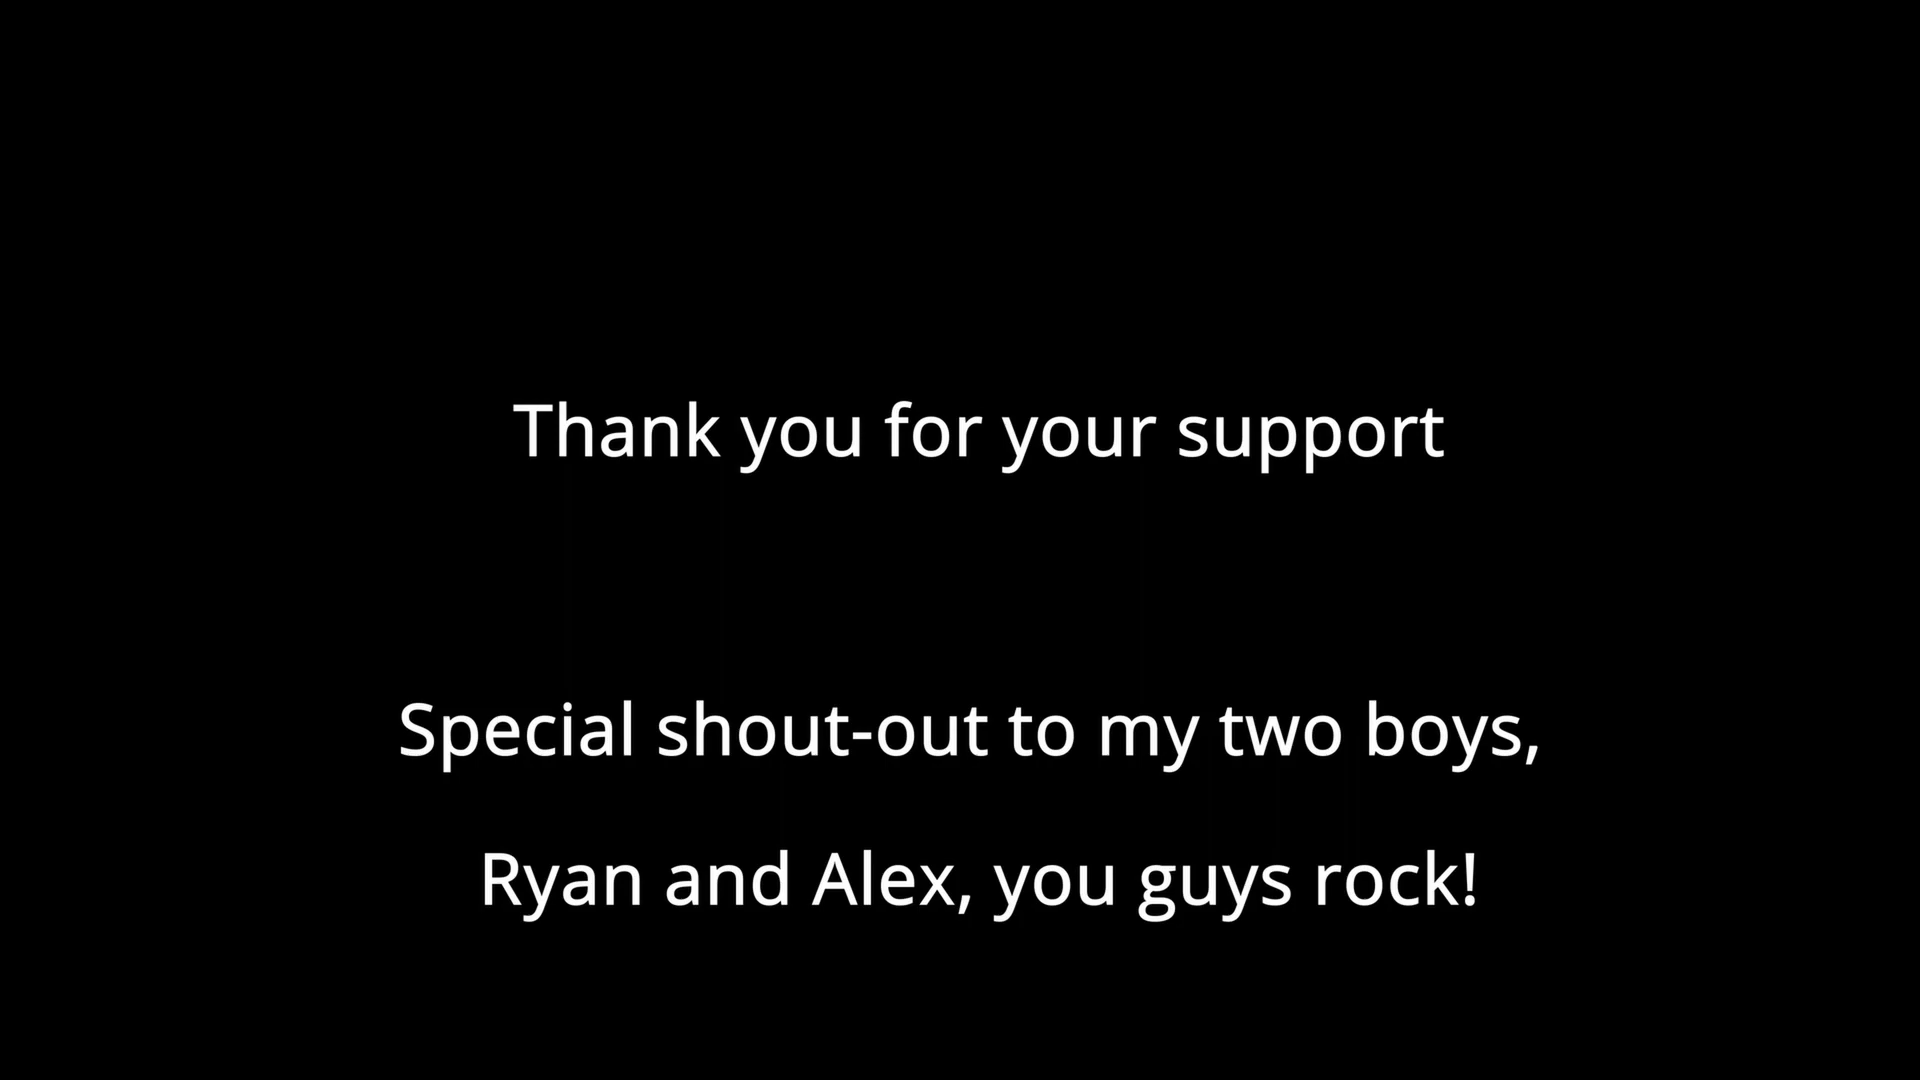 Thank you for your support
Special shout-out to my two boys,
Ryan and Alex, you guys rock!